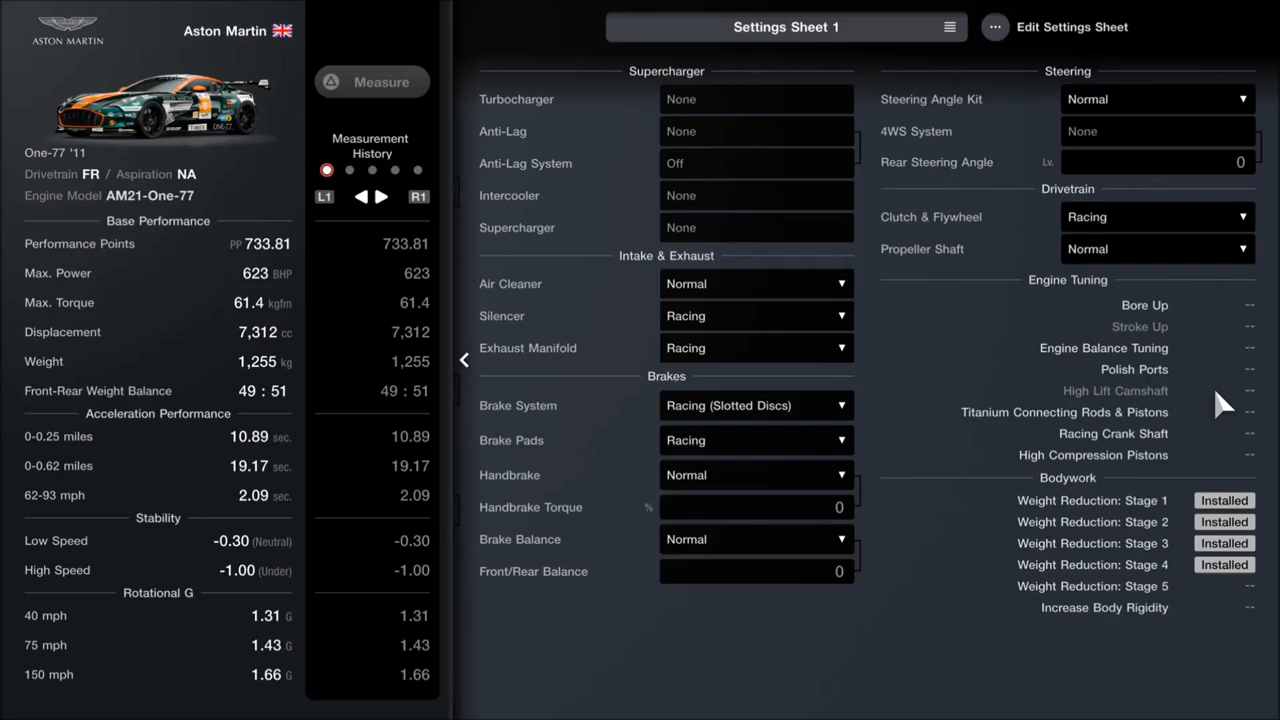 ASTON MARTIN
Aston Martin
One-77 '11
Drivetrain FR / Aspiration NA
Engine Model AM21-One-77
Base Performance
Performance Points PP 733.81
Max. Power 623 BHP
Max. Torque 61.4 kgfm
Displacement 7,312 cc
Weight 1,255 kg
Front-Rear Weight Balance 49 : 51
Acceleration Performance
0-0.25 miles 10.89 sec.
0-0.62 miles 19.17 sec.
62-93 mph 2.09 sec.
Stability
Low Speed -0.30 (Neutral)
High Speed -1.00 (Under)
Rotational G
40 mph 1.31 G
75 mph 1.43 G
150 mph 1.66 G
Measure
Measurement
History
L1 R1
733.81
623
61.4
7,312
1,255
49 : 51
10.89
19.17
2.09
-0.30
-1.00
1.31
1.43
1.66
Settings Sheet 1
Edit Settings Sheet
Supercharger
Turbocharger None
Anti-Lag None
Anti-Lag System Off
Intercooler None
Supercharger None
Intake & Exhaust
Air Cleaner Normal
Silencer Racing
Exhaust Manifold Racing
Brakes
Brake System Racing (Slotted Discs)
Brake Pads Racing
Handbrake Normal
Handbrake Torque % 0
Brake Balance Normal
Front/Rear Balance 0
Steering
Steering Angle Kit Normal
4WS System None
Rear Steering Angle Lv. 0
Drivetrain
Clutch & Flywheel Racing
Propeller Shaft Normal
Engine Tuning
Bore Up --
Stroke Up --
Engine Balance Tuning --
Polish Ports --
High Lift Camshaft --
Titanium Connecting Rods & Pistons --
Racing Crank Shaft --
High Compression Pistons --
Bodywork
Weight Reduction: Stage 1 Installed
Weight Reduction: Stage 2 Installed
Weight Reduction: Stage 3 Installed
Weight Reduction: Stage 4 Installed
Weight Reduction: Stage 5 --
Increase Body Rigidity --